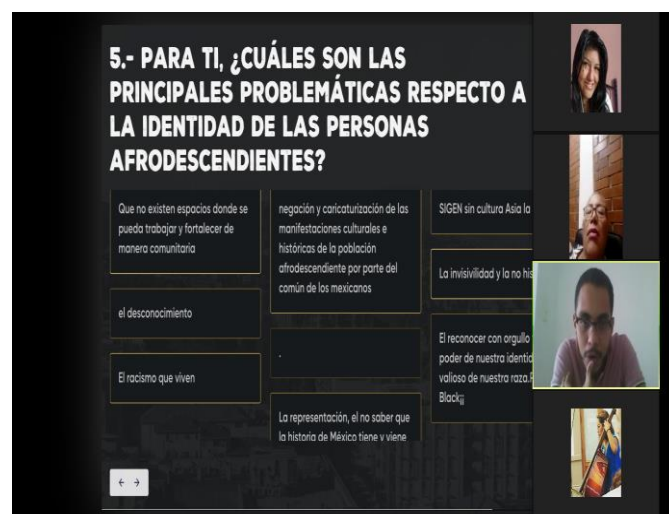 5.- PARA TI, ¿CUÁLES SON LAS
PRINCIPALES PROBLEMÁTICAS RESPECTO A
LA IDENTIDAD DE LAS PERSONAS
AFRODESCENDIENTES?
Que no existen espacios donde se
pueda trabajar y fortalecer de
manera comunitaria
el desconocimiento
El racismo que viven
negación y caricaturización de las
manifestaciones culturales e
históricas de la población
afrodescendiente por parte del
común de los mexicanos
.
La representación, el no saber que
la historia de México tiene y viene
SIGEN sin cultura Asia la
La invisivilidad y la no his
El reconocer con orgullo
poder de nuestra identid
valioso de nuestra raza.
Black¡¡